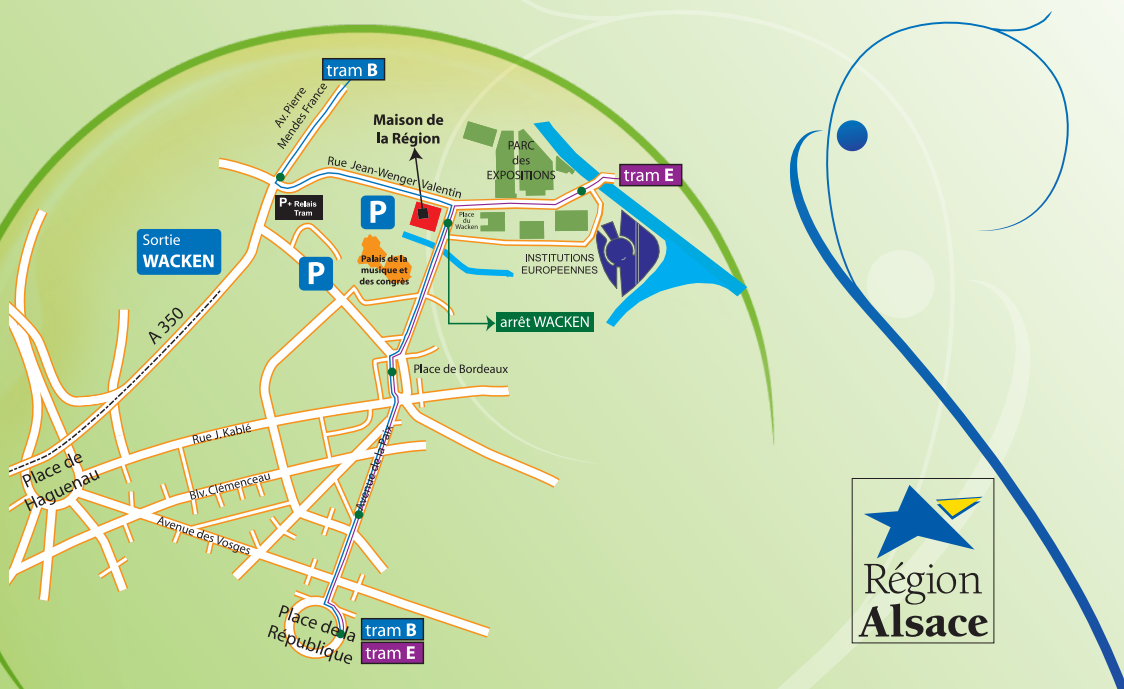 tram B
Av. Pierre
Mendes France
Maison de
la Région
PARC
des
EXPOSITIONS
Rue Jean-Wenger Valentin
tram E
P+ Relais
Tram
P
Place
du
Wacken
Sortie
WACKEN
P
Palais de la
musique et
des congrès
INSTITUTIONS
EUROPEENNES
A 350
arrêt WACKEN
Place de Bordeaux
Rue J. Kablé
Place de
Haguenau
Blv. Clémenceau
Avenue de la Paix
Avenue des Vosges
Place de la
République
tram B
tram E
Région
Alsace